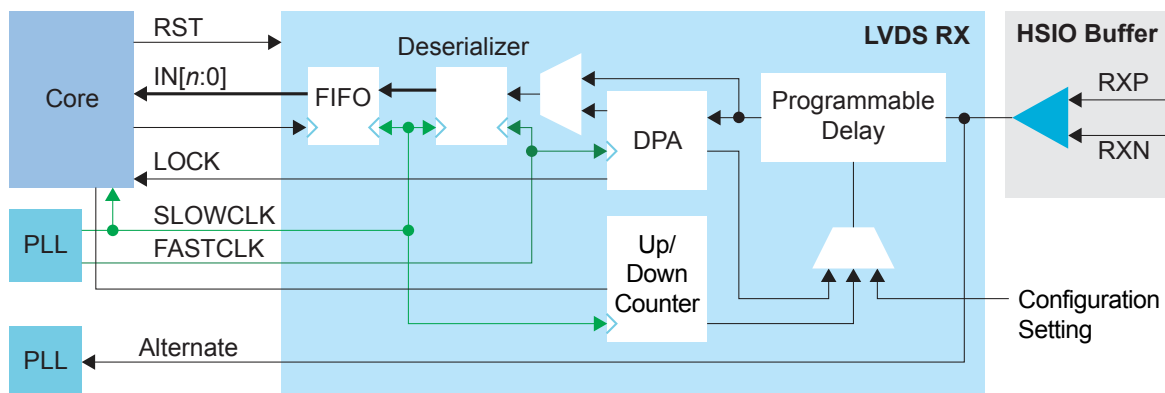 RST
LVDS RX
HSIO Buffer
Deserializer
IN[n:0]
RXP
Core
FIFO
Programmable
Delay
DPA
RXN
LOCK
SLOWCLK
PLL
FASTCLK
Up/
Down
Counter
Configuration
Setting
PLL
Alternate